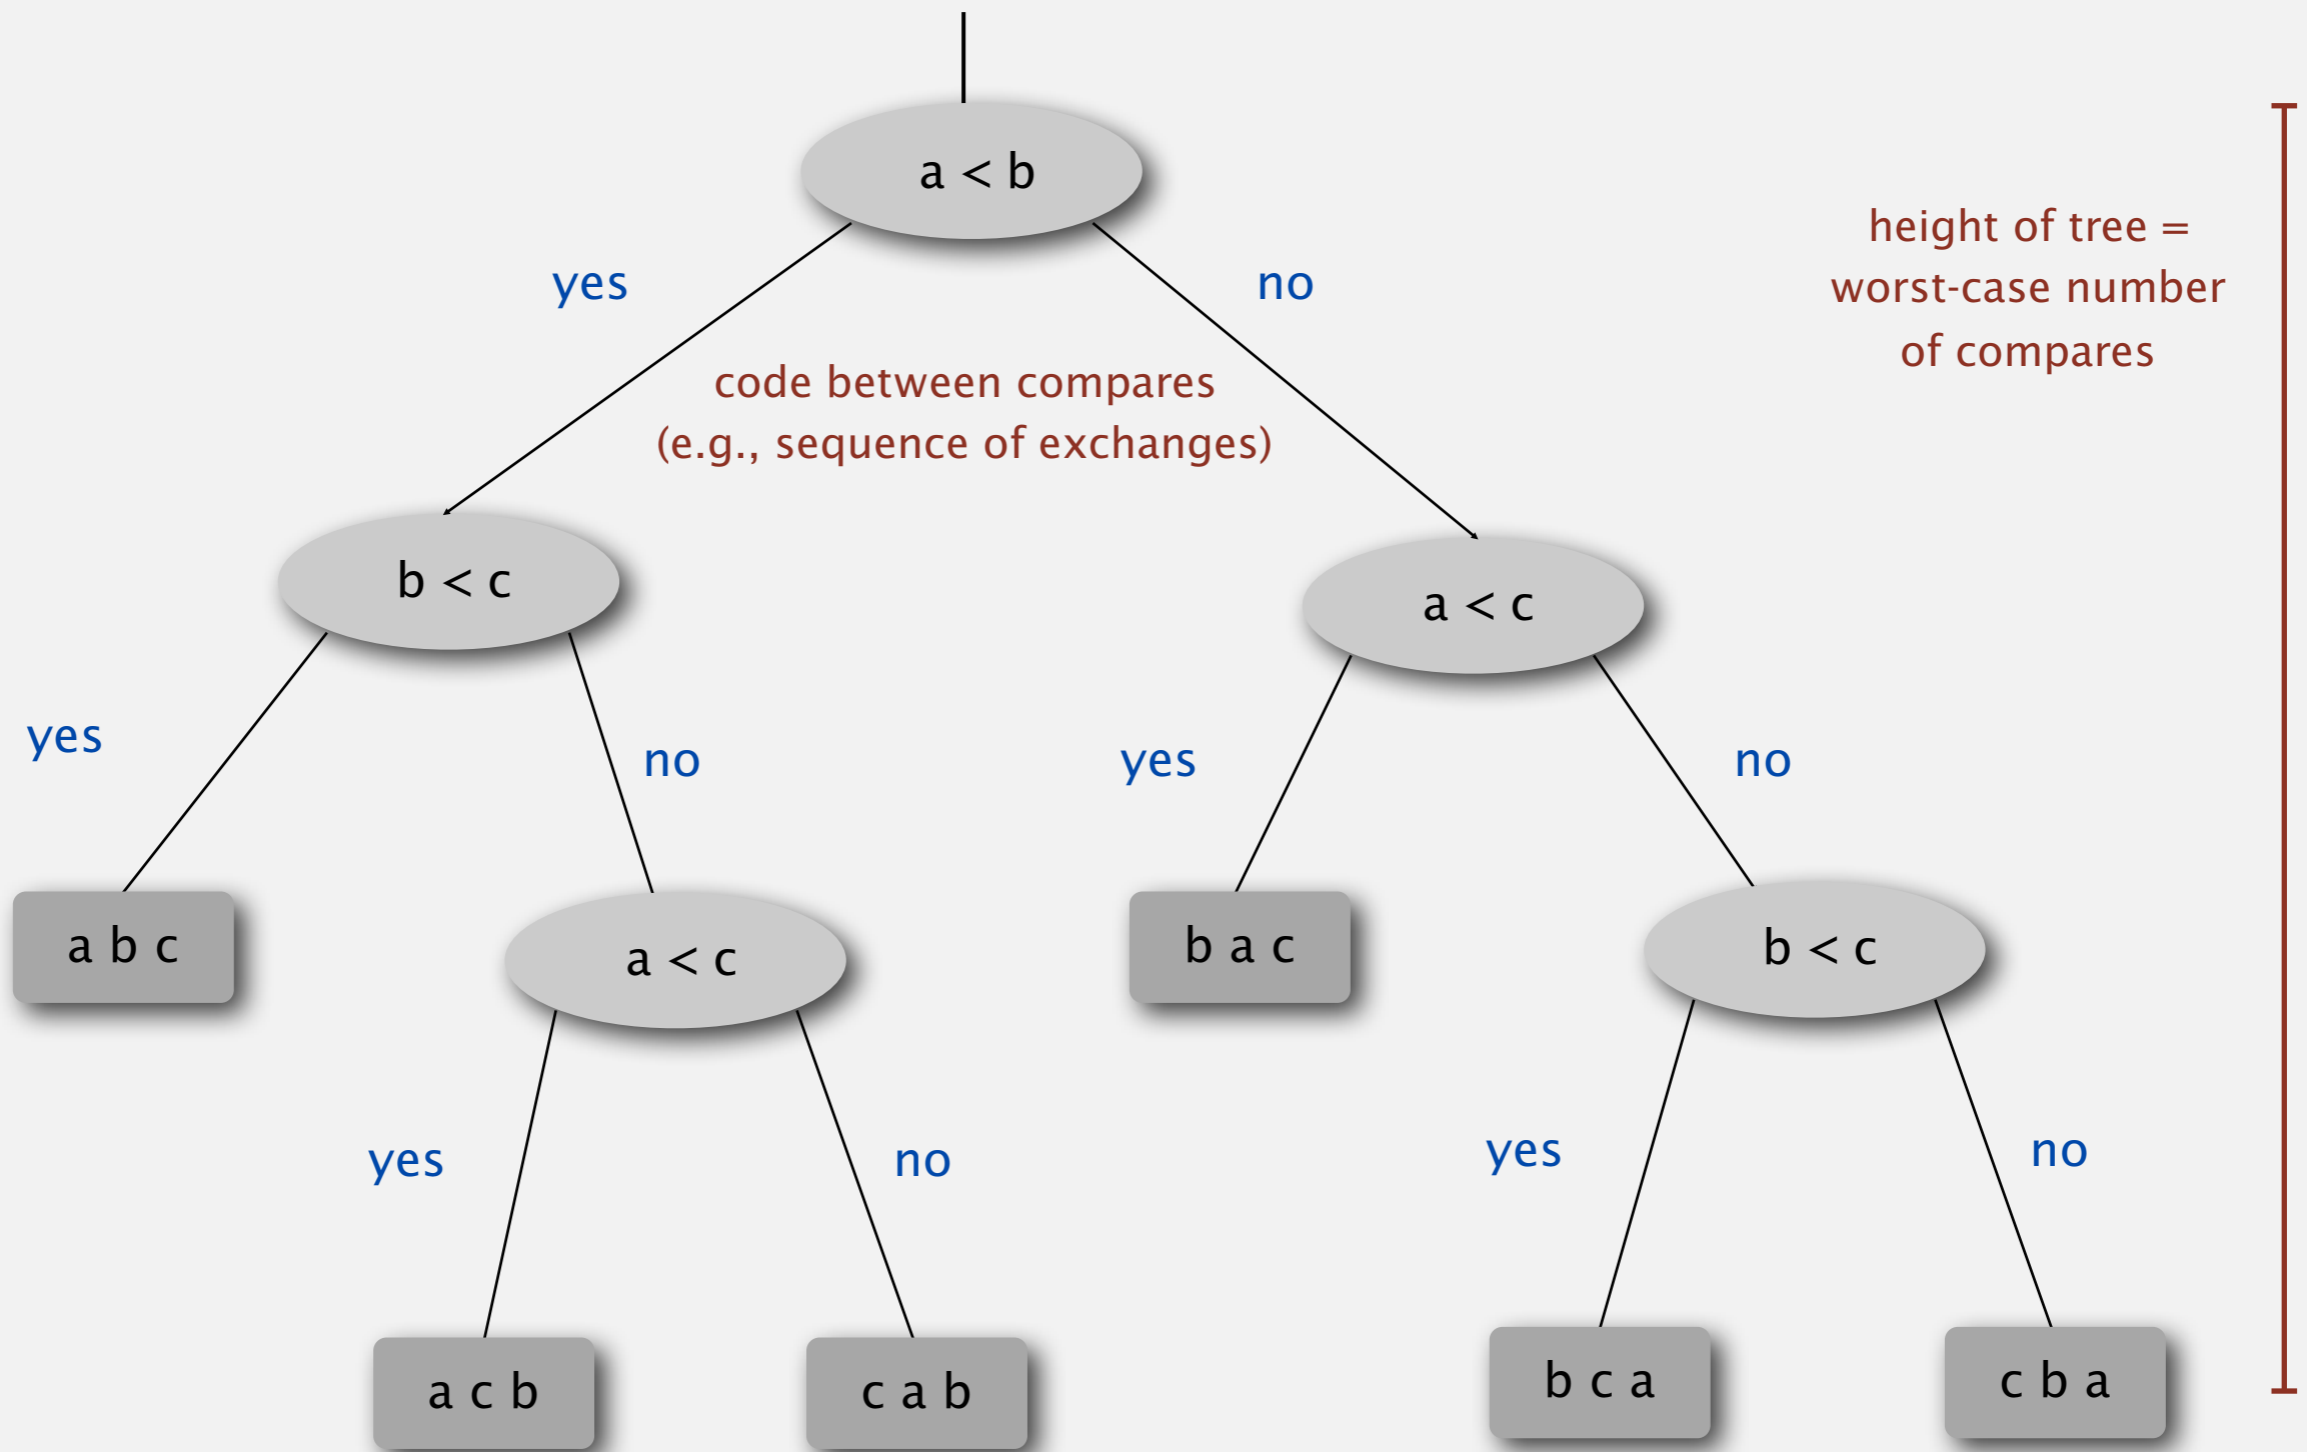 a < b
height of tree =
worst-case number
of compares
yes
no
code between compares
(e.g., sequence of exchanges)
b < c
a < c
yes
no
yes
no
a b c
a < c
b a c
b < c
yes
no
yes
no
a c b
c a b
b c a
c b a